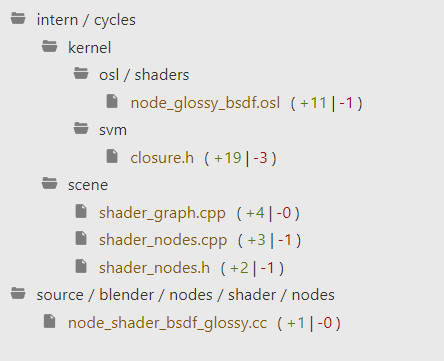 intern / cycles
kernel
osl / shaders
node_glossy_bsdf.osl ( +11 | -1 )
svm
closure.h ( +19 | -3 )
scene
shader_graph.cpp ( +4 | -0 )
shader_nodes.cpp ( +3 | -1 )
shader_nodes.h ( +2 | -1 )
source / blender / nodes / shader / nodes
node_shader_bsdf_glossy.cc ( +1 | -0 )